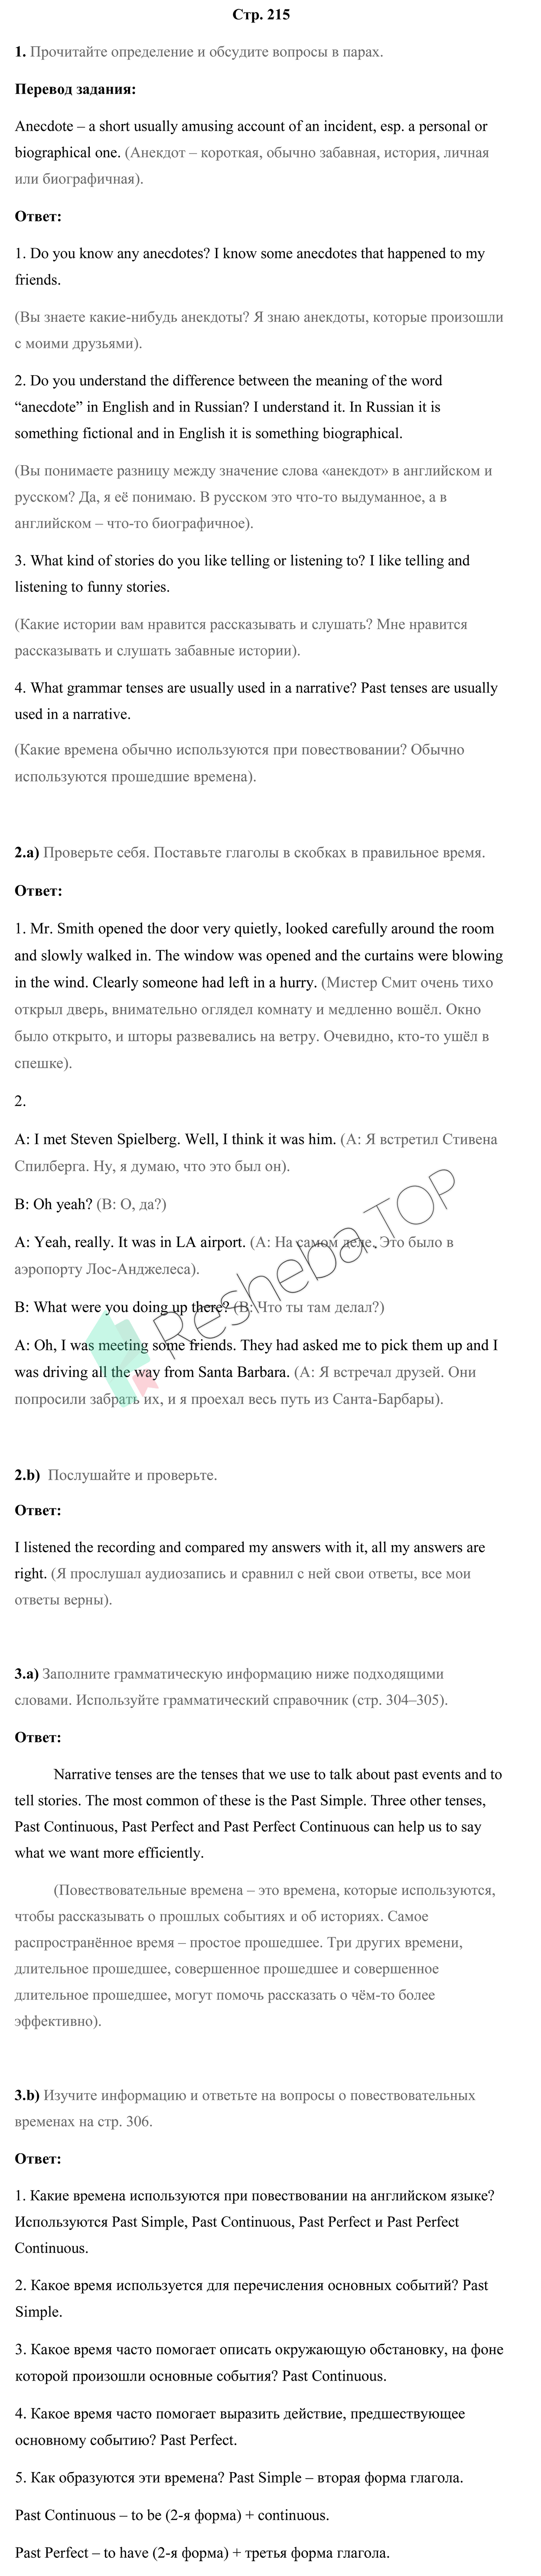 Стр. 215
1. Прочитайте определение и обсудите вопросы в парах.
Перевод задания:
Anecdote – a short usually amusing account of an incident, esp. a personal or
biographical one. (Анекдот – короткая, обычно забавная, история, личная
или биографичная).
Ответ:
1. Do you know any anecdotes? I know some anecdotes that happened to my
friends.
(Вы знаете какие-нибудь анекдоты? Я знаю анекдоты, которые произошли
с моими друзьями).
2. Do you understand the difference between the meaning of the word
“anecdote” in English and in Russian? I understand it. In Russian it is
something fictional and in English it is something biographical.
(Вы понимаете разницу между значение слова «анекдот» в английском и
русском? Да, я её понимаю. В русском это что-то выдуманное, а в
английском – что-то биографичное).
3. What kind of stories do you like telling or listening to? I like telling and
listening to funny stories.
(Какие истории вам нравится рассказывать и слушать? Мне нравится
рассказывать и слушать забавные истории).
4. What grammar tenses are usually used in a narrative? Past tenses are usually
used in a narrative.
(Какие времена обычно используются при повествовании? Обычно
используются прошедшие времена).
2.a) Проверьте себя. Поставьте глаголы в скобках в правильное время.
Ответ:
1. Mr. Smith opened the door very quietly, looked carefully around the room
and slowly walked in. The window was opened and the curtains were blowing
in the wind. Clearly someone had left in a hurry. (Мистер Смит очень тихо
открыл дверь, внимательно оглядел комнату и медленно вошёл. Окно
было открыто, и шторы развевались на ветру. Очевидно, кто-то ушёл в
спешке).
2.
A: I met Steven Spielberg. Well, I think it was him. (А: Я встретил Стивена
Спилберга. Ну, я думаю, что это был он).
B: Oh yeah? (В: О, да?)
A: Yeah, really. It was in LA airport. (А: На самом деле. Это было в
аэропорту Лос-Анджелеса).
B: What were you doing up there? (В: Что ты там делал?)
A: Oh, I was meeting some friends. They had asked me to pick them up and I
was driving all the way from Santa Barbara. (А: Я встречал друзей. Они
попросили забрать их, и я проехал весь путь из Санта-Барбары).
Resheba.TOP
2.b) Послушайте и проверьте.
Ответ:
I listened the recording and compared my answers with it, all my answers are
right. (Я прослушал аудиозапись и сравнил с ней свои ответы, все мои
ответы верны).
3.a) Заполните грамматическую информацию ниже подходящими
словами. Используйте грамматический справочник (стр. 304–305).
Ответ:
Narrative tenses are the tenses that we use to talk about past events and to
tell stories. The most common of these is the Past Simple. Three other tenses,
Past Continuous, Past Perfect and Past Perfect Continuous can help us to say
what we want more efficiently.
(Повествовательные времена – это времена, которые используются,
чтобы рассказывать о прошлых событиях и об историях. Самое
распространённое время – простое прошедшее. Три других времени,
длительное прошедшее, совершенное прошедшее и совершенное
длительное прошедшее, могут помочь рассказать о чём-то более
эффективно).
3.b) Изучите информацию и ответьте на вопросы о повествовательных
временах на стр. 306.
Ответ:
1. Какие времена используются при повествовании на английском языке?
Используются Past Simple, Past Continuous, Past Perfect и Past Perfect
Continuous.
2. Какое время используется для перечисления основных событий? Past
Simple.
3. Какое время часто помогает описать окружающую обстановку, на фоне
которой произошли основные события? Past Continuous.
4. Какое время часто помогает выразить действие, предшествующее
основному событию? Past Perfect.
5. Как образуются эти времена? Past Simple – вторая форма глагола.
Past Continuous – to be (2-я форма) + continuous.
Past Perfect – to have (2-я форма) + третья форма глагола.